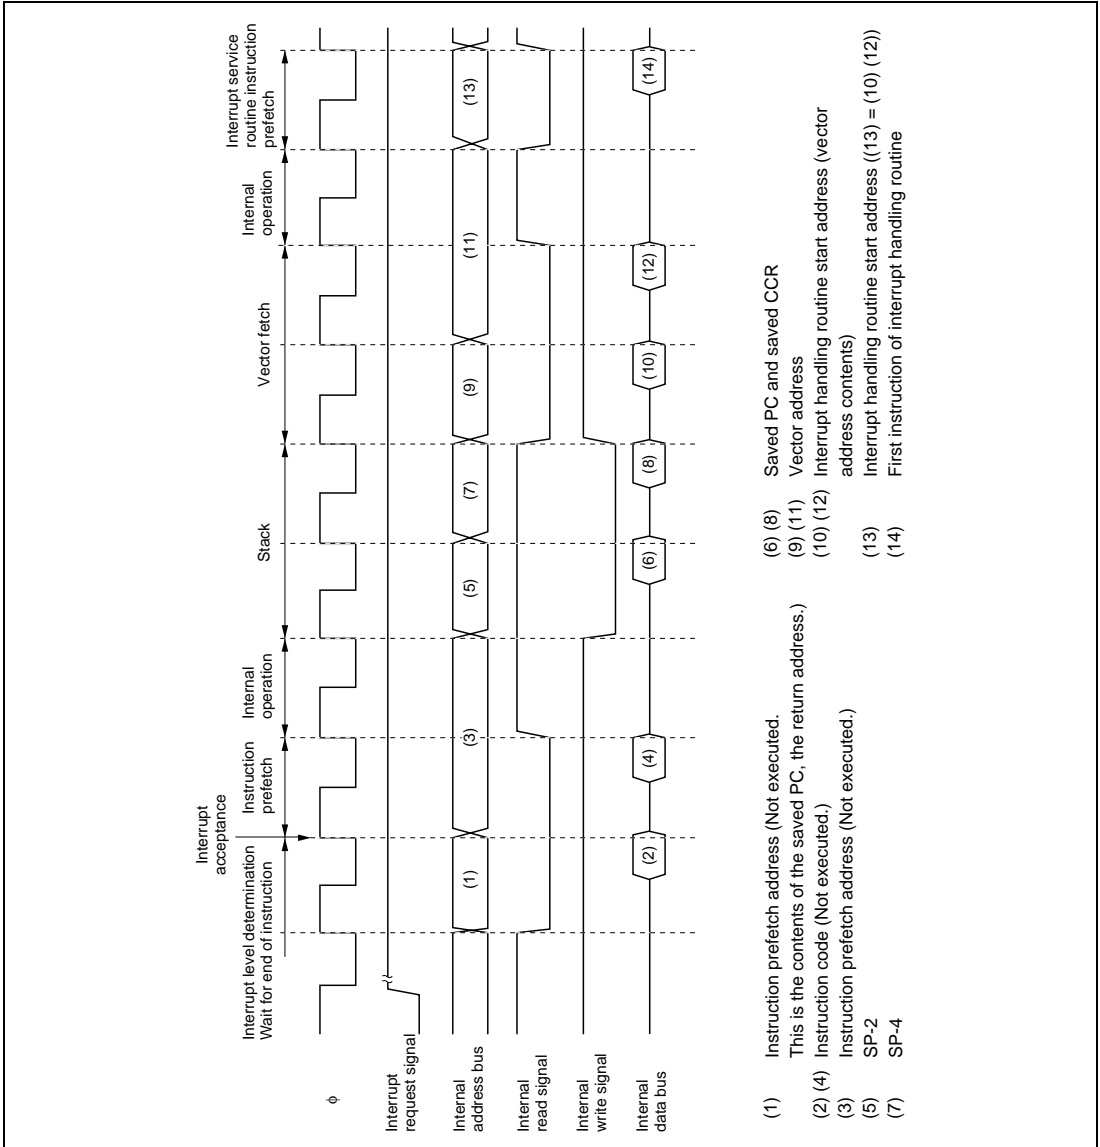 Interrupt
acceptance
Interrupt level determination
Wait for end of instruction
Instruction
prefetch
Internal
operation
Stack
Vector fetch
Internal
operation
Interrupt service
routine instruction
prefetch
φ
Interrupt
request signal
Internal
address bus
(1)
(3)
(5)
(7)
(9)
(11)
(13)
Internal
read signal
Internal
write signal
Internal
data bus
(2)
(4)
(6)
(8)
(10)
(12)
(14)
(1) Instruction prefetch address (Not executed.
This is the contents of the saved PC, the return address.)
(2) (4) Instruction code (Not executed.)
(3) Instruction prefetch address (Not executed.)
(5) SP-2
(7) SP-4
(6) (8) Saved PC and saved CCR
(9) (11) Vector address
(10) (12) Interrupt handling routine start address (vector
address contents)
(13) Interrupt handling routine start address ((13) = (10) (12))
(14) First instruction of interrupt handling routine